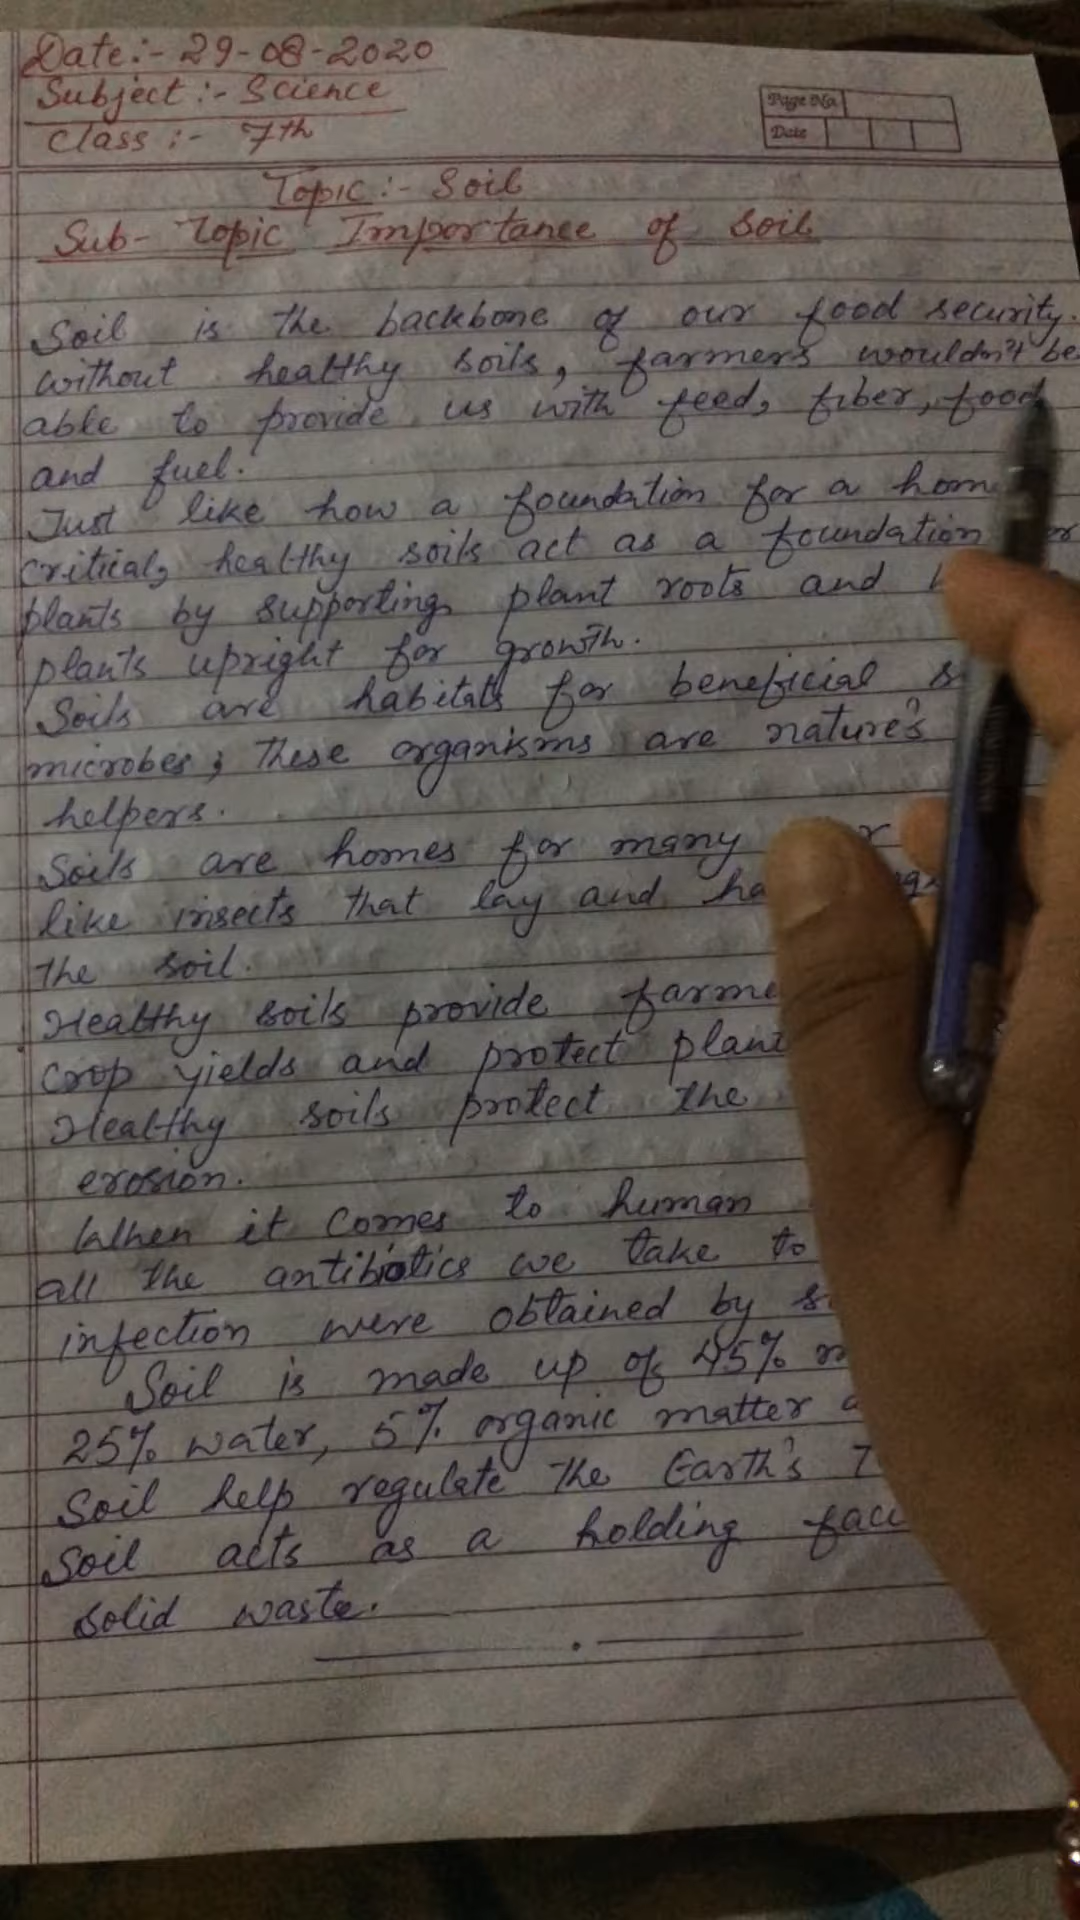 Date:- 29-08-2020
Subject:- Science
Class:- 7th
Page No.
Date
Topic:- Soil
Sub- Topic Importance of Soil
Soil is the backbone of our food security.
without healthy soils, farmers wouldn't be
able to provide us with feed, fiber, food
and fuel.
Just like how a foundation for a
critical, healthy soils act as a foundation
plants by supporting plant roots and
plants upright for growth.
Soils are habitats for beneficial
microbes; these organisms are nature's
helpers.
Soils are homes for many
like insects that lay and
the soil.
Healthy soils provide
crop yields and protect
Healthy soils protect the
erosion.
When it comes to human
all the antibiotics we take to
infection were obtained by
Soil is made up of 45%
25% water, 5% organic matter
Soil help regulate the Earth's
Soil acts as a holding
solid waste.